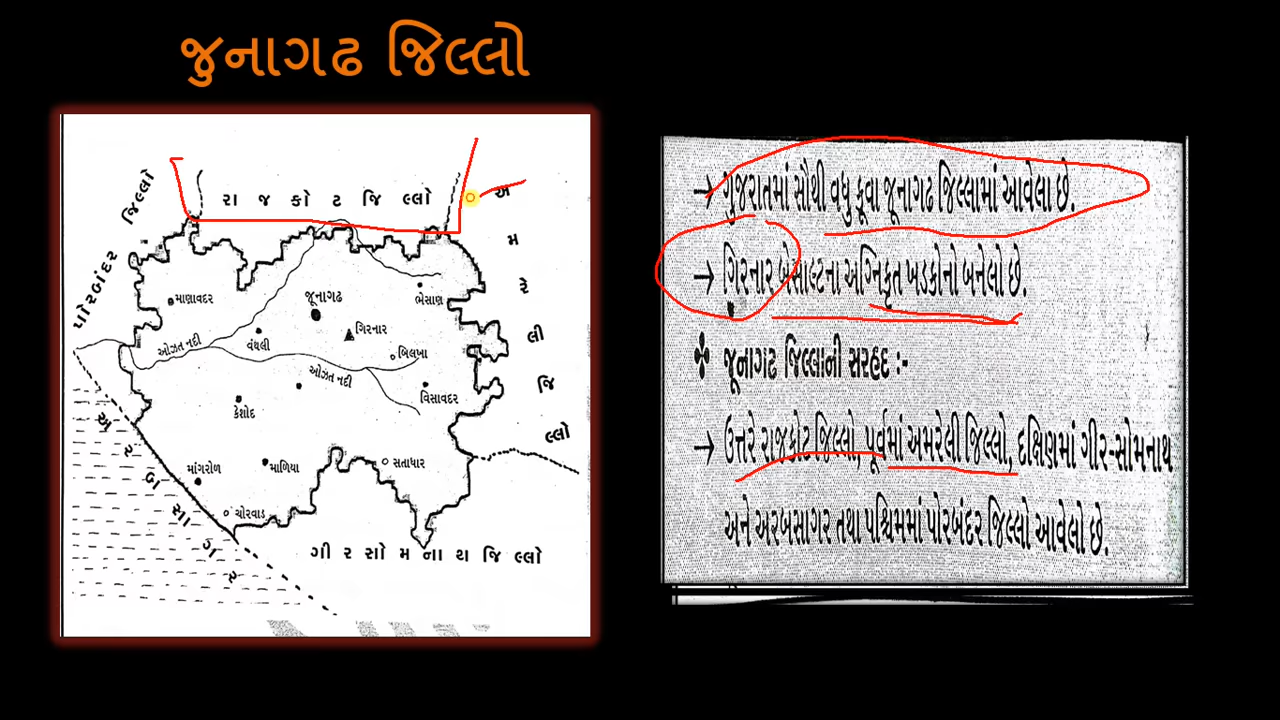 જુનાગઢ જિલ્લો
રાજકોટ જિલ્લો
પોરબંદર જિલ્લો
અમરેલી જિલ્લો
માણાવદર
જૂનાગઢ
ભેસાણ
ગિરનાર
વંથલી
ઓઝત નદી
બિલખા
ઓઝત નદી
વિસાવદર
કેશોદ
માંગરોળ
માળિયા
સતાધાર
ચોરવાડ
અરબી સાગર
ગીર સોમનાથ જિલ્લો
→ ગુજરાતમાં સૌથી વધુ કૂવા જૂનાગઢ જિલ્લામાં આવેલા છે.
→ ગિરનાર બેસાલ્ટના અગ્નિકૃત ખડકોનો બનેલો છે.
✤ જૂનાગઢ જિલ્લાની સરહદ :-
→ ઉત્તરે રાજકોટ જિલ્લા, પૂર્વમાં અમરેલી જિલ્લો, દક્ષિણમાં ગીર-સોમનાથ
અને અરબસાગર તથા પશ્ચિમમાં પોરબંદર જિલ્લો આવેલો છે.